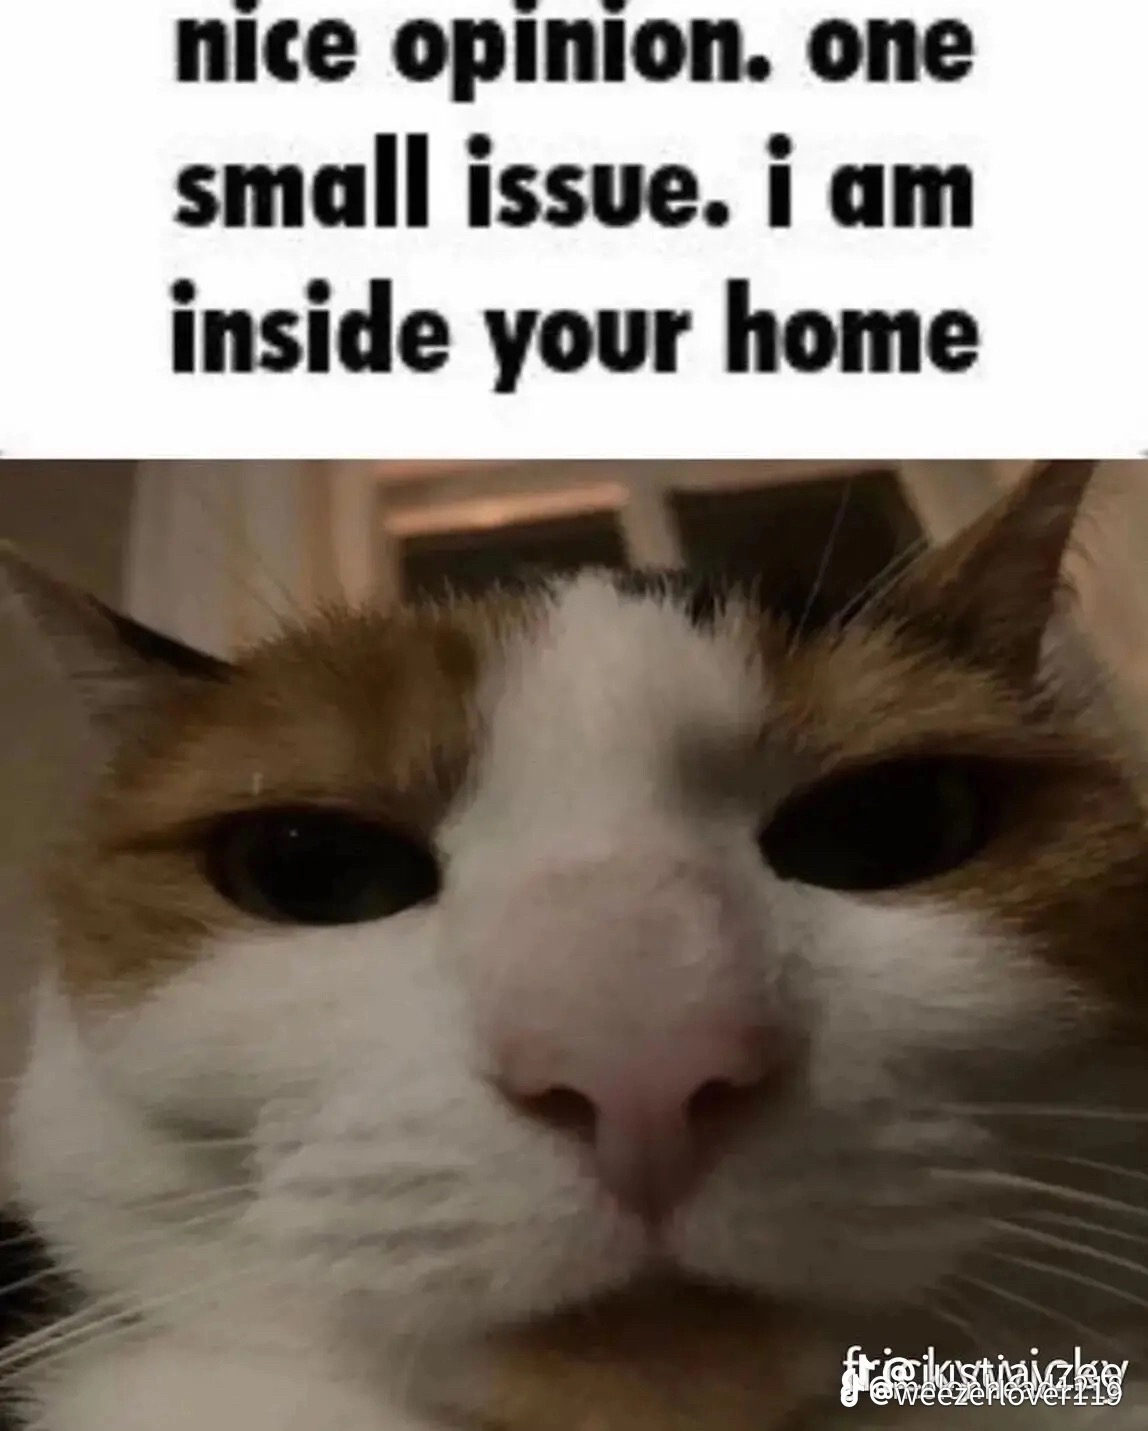 nice opinion. one
small issue. i am
inside your home
@weezerlover119